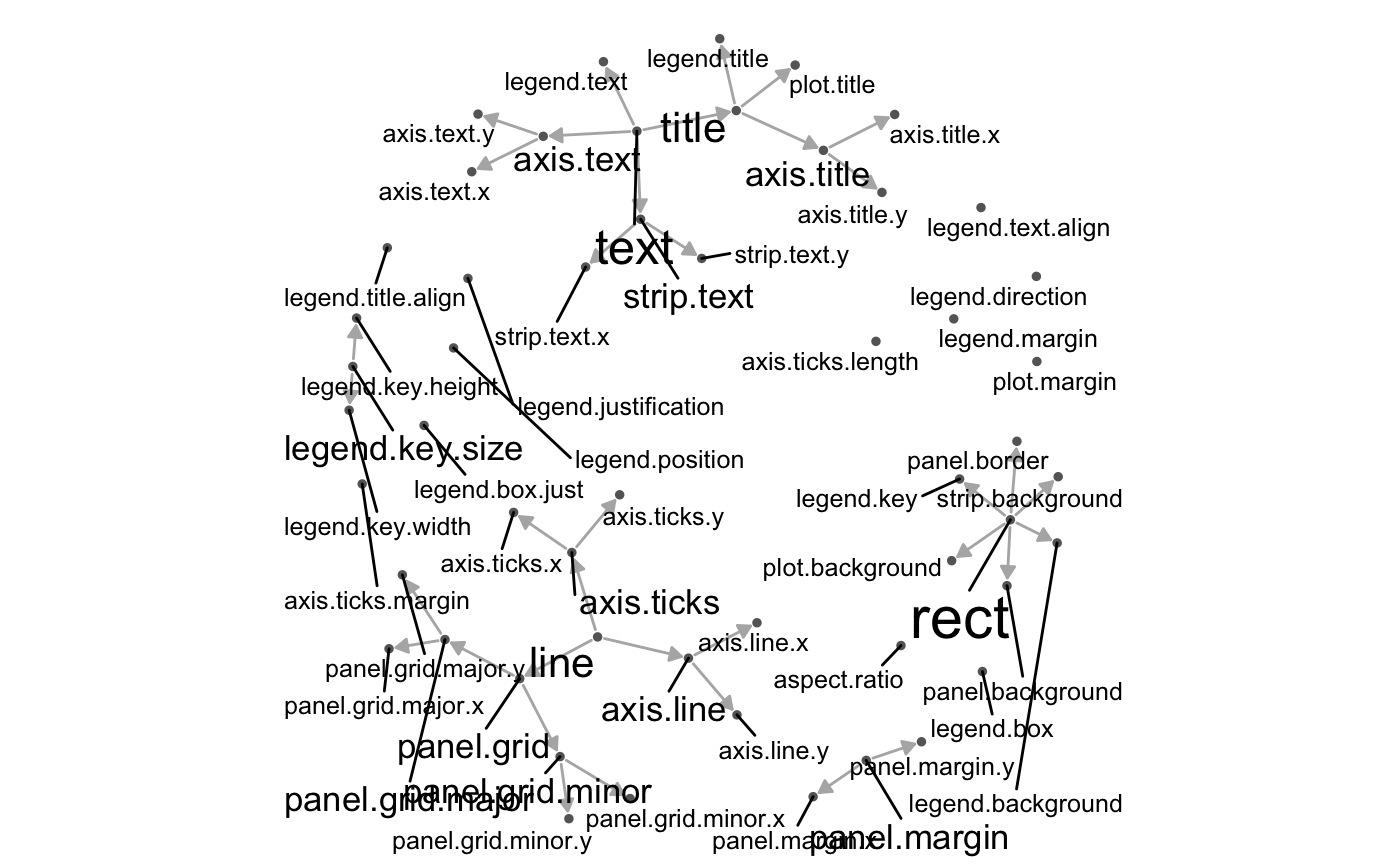 legend.title
legend.text
plot.title
title
axis.text.y
axis.title.x
axis.text
axis.title
axis.text.x
axis.title.y
legend.text.align
text
strip.text.y
legend.title.align
strip.text
legend.direction
strip.text.x
legend.margin
axis.ticks.length
plot.margin
legend.key.height
legend.justification
legend.key.size
legend.position
panel.border
legend.box.just
legend.key
strip.background
axis.ticks.y
legend.key.width
axis.ticks.x
plot.background
axis.ticks.margin
axis.ticks
rect
axis.line.x
panel.grid.major.y
line
aspect.ratio
panel.background
panel.grid.major.x
axis.line
legend.box
panel.grid
axis.line.y
panel.margin.y
panel.grid.major
panel.grid.minor
legend.background
panel.grid.minor.x
panel.grid.minor.y
panel.margin.x
panel.margin